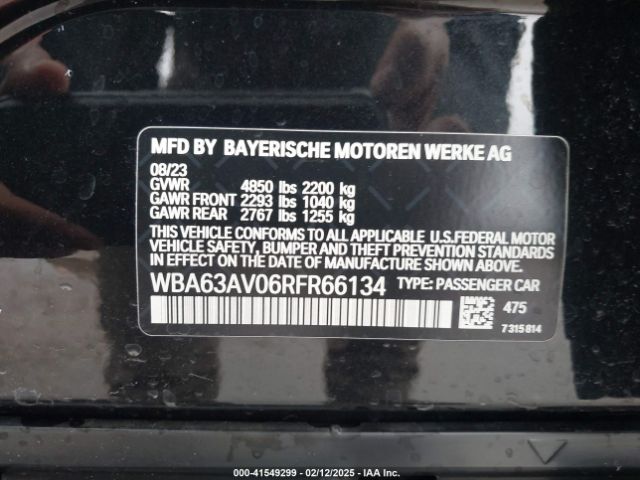 MFD BY BAYERISCHE MOTOREN WERKE AG
08/23
GVWR 4850 lbs 2200 kg
GAWR FRONT 2293 lbs 1040 kg
GAWR REAR 2767 lbs 1255 kg
THIS VEHICLE CONFORMS TO ALL APPLICABLE U.S.FEDERAL MOTOR
VEHICLE SAFETY, BUMPER AND THEFT PREVENTION STANDARDS
IN EFFECT ON THE DATE OF MANUFACTURE SHOWN ABOVE.
WBA63AV06RFR66134 TYPE: PASSENGER CAR
475
7 315 814
000-41549299 - 02/12/2025 - IAA Inc.